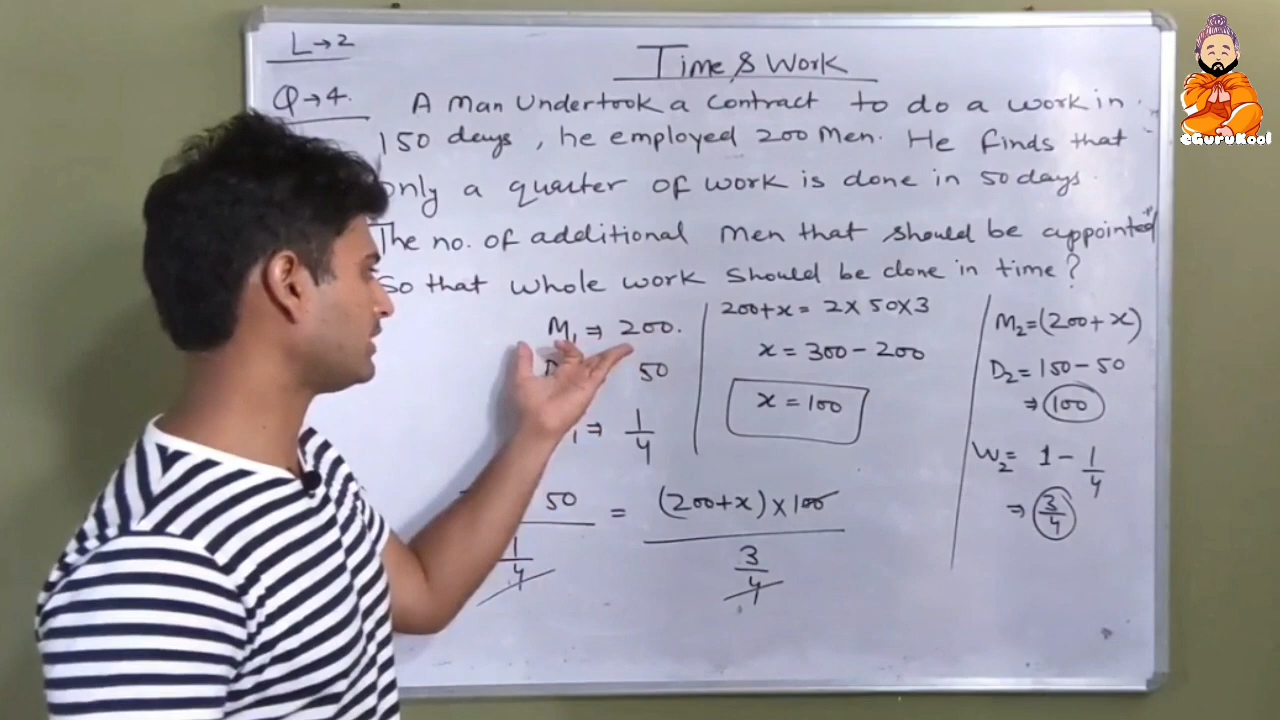 L→2
Time & Work
Q→4. A Man Undertook a contract to do a work in
150 days, he employed 200 Men. He finds that
only a quarter of work is done in 50 days.
The no. of additional men that should be appointed
so that whole work should be done in time?
M₁ ⇒ 200.
50
⇒ 1/4
200+x = 2×50×3
x = 300-200
x = 100
M₂=(200+x)
D₂=150-50
⇒ 100
W₂= 1-1/4
⇒ 3/4
50 / 1/4 = (200+x)×100 / 3/4
eGuruKool